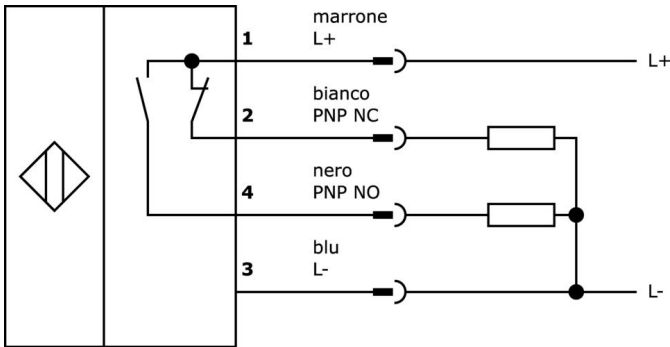 marrone
1 L+ L+
bianco
2 PNP NC
nero
4 PNP NO
blu
3 L- L-